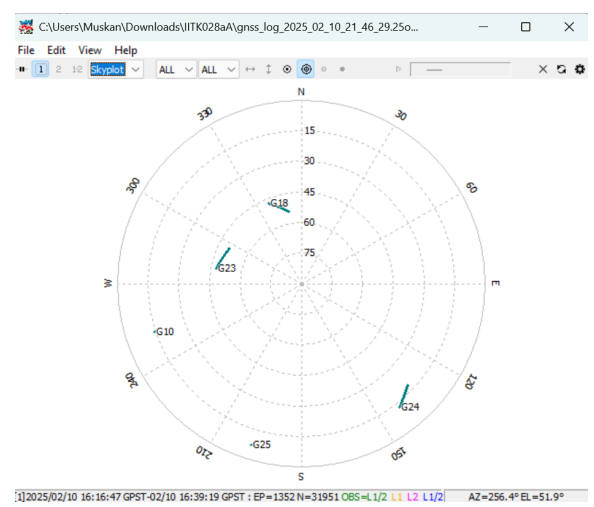 C:\Users\Muskan\Downloads\IITK028aA\gnss_log_2025_02_10_21_46_29.25o...
File Edit View Help
1 2 1-2 Skyplot ALL ALL
N
330 30
15
30
300 60
45
G18
60
75
G23
W E
G10
240 120
G24
G25
210 150
S
[1]2025/02/10 16:16:47 GPST-02/10 16:39:19 GPST : EP=1352 N=31951 OBS=L1/2 L1 L2 L1/2 AZ=256.4° EL=51.9°